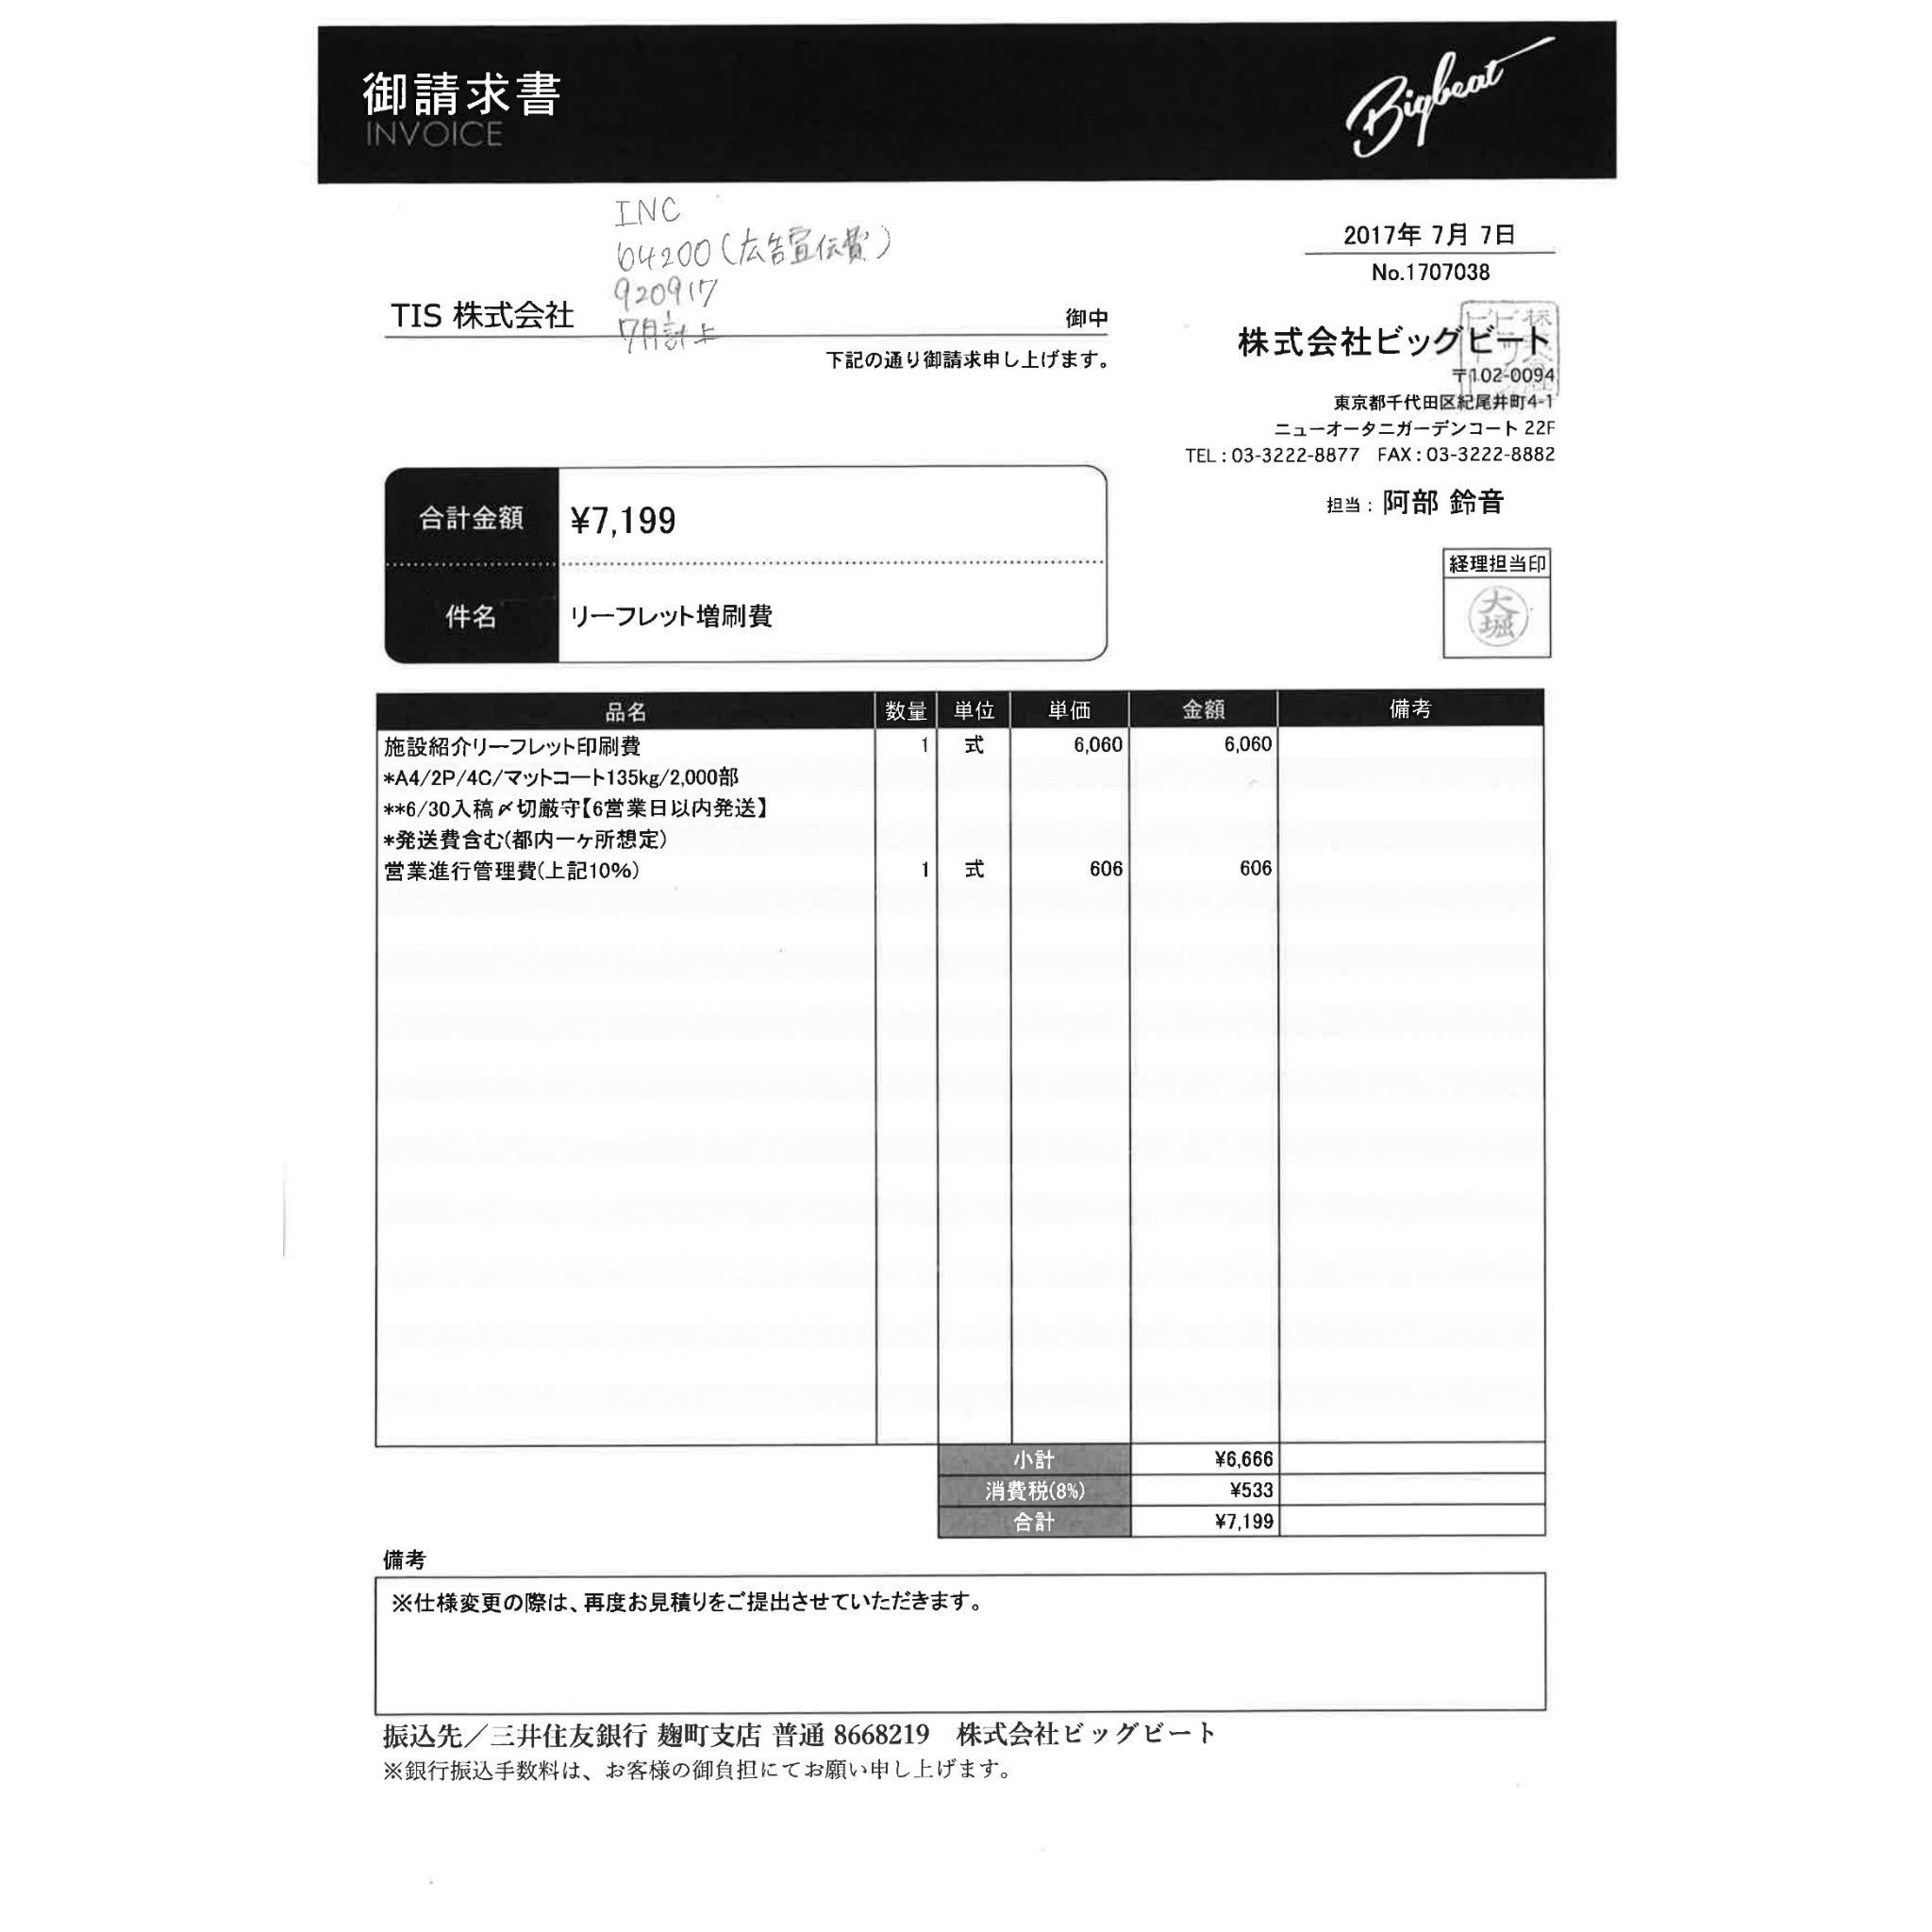 御請求書
INVOICE
Bigbeat
INC
64200(広告宣伝費)
920917
7月計上
TIS 株式会社 御中
下記の通り御請求申し上げます。
2017年 7月 7日
No.1707038
株式会社ビッグビート
〒102-0094
東京都千代田区紀尾井町4-1
ニューオータニガーデンコート 22F
TEL : 03-3222-8877 FAX : 03-3222-8882
担当 : 阿部 鈴音
経理担当印
大堀
合計金額 ¥7,199
件名 リーフレット増刷費
品名 数量 単位 単価 金額 備考
施設紹介リーフレット印刷費 1 式 6,060 6,060
*A4/2P/4C/マットコート135kg/2,000部
**6/30入稿〆切厳守【6営業日以内発送】
*発送費含む(都内一ヶ所想定)
営業進行管理費(上記10%) 1 式 606 606
小計 ¥6,666
消費税(8%) ¥533
合計 ¥7,199
備考
※仕様変更の際は、再度お見積りをご提出させていただきます。
振込先／三井住友銀行 麹町支店 普通 8668219 株式会社ビッグビート
※銀行振込手数料は、お客様の御負担にてお願い申し上げます。